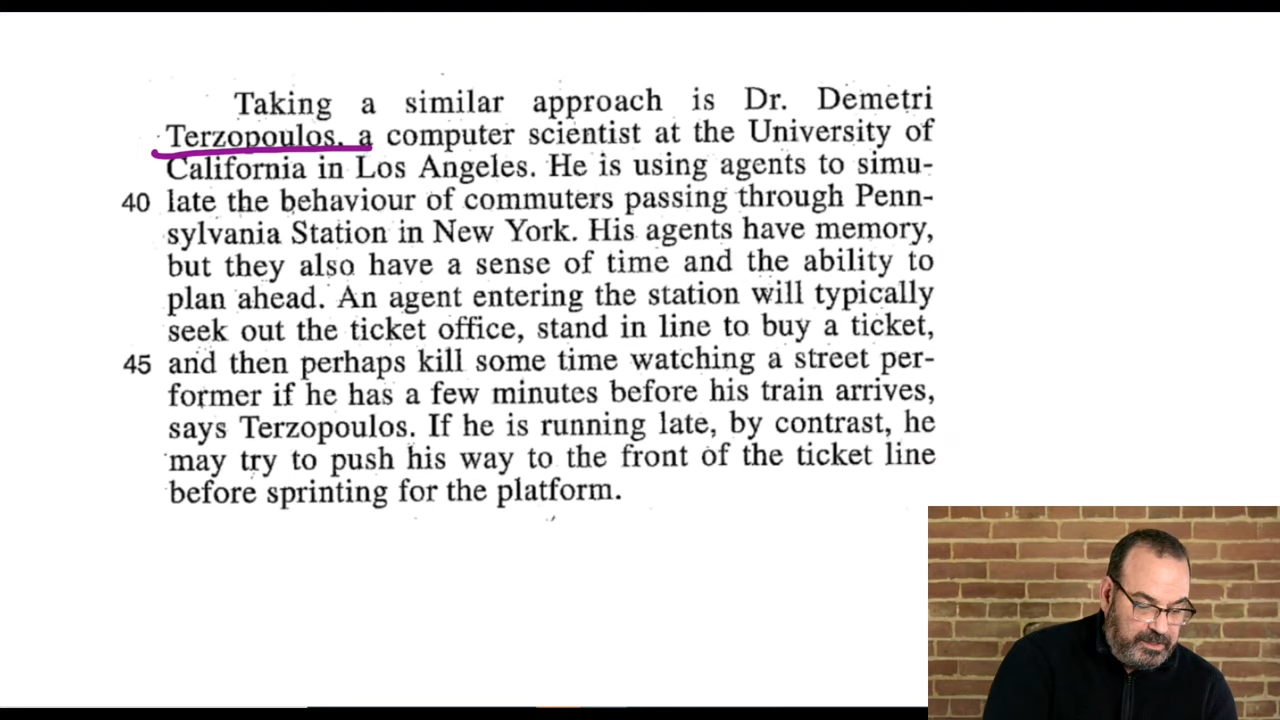 Taking a similar approach is Dr. Demetri
Terzopoulos, a computer scientist at the University of
California in Los Angeles. He is using agents to simu-
40 late the behaviour of commuters passing through Penn-
sylvania Station in New York. His agents have memory,
but they also have a sense of time and the ability to
plan ahead. An agent entering the station will typically
seek out the ticket office, stand in line to buy a ticket,
45 and then perhaps kill some time watching a street per-
former if he has a few minutes before his train arrives,
says Terzopoulos. If he is running late, by contrast, he
may try to push his way to the front of the ticket line
before sprinting for the platform.